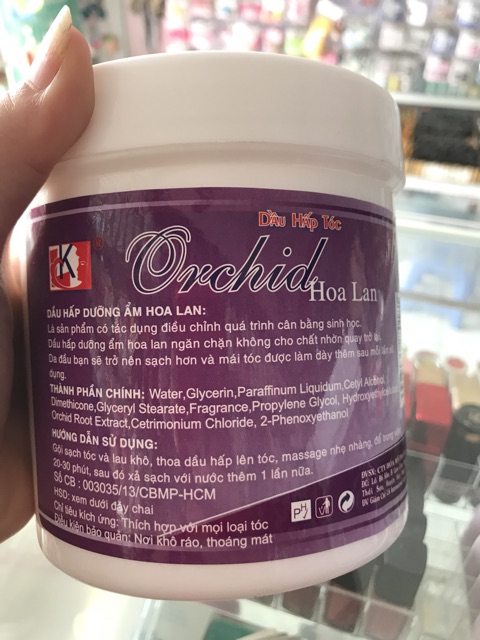 Dầu Hấp Tóc
Orchid
Hoa Lan
K
®
DẦU HẤP DƯỠNG ẨM HOA LAN:
Là sản phẩm có tác dụng điều chỉnh quá trình cân bằng sinh học.
Dầu hấp dưỡng ẩm hoa lan ngăn chặn không cho chất nhờn quay trở lại.
Da đầu bạn sẽ trở nên sạch hơn và mái tóc được làm dày thêm sau mỗi lần sử
dụng.
THÀNH PHẦN CHÍNH: Water,Glycerin,Paraffinum Liquidum,Cetyl Alcohol,
Dimethicone,Glyceryl Stearate,Fragrance,Propylene Glycol,
Orchid Root Extract,Cetrimonium Chloride, 2-Phenoxyethanol
HƯỚNG DẪN SỬ DỤNG:
Gội sạch tóc và lau khô, thoa dầu hấp lên tóc, massage nhẹ nhàng, để trong
20-30 phút, sau đó xả sạch với nước thêm 1 lần nữa.
Số CB : 003035/13/CBMP-HCM
HSD: xem dưới đáy chai
Chỉ tiêu kích ứng: Thích hợp với mọi loại tóc
Điều kiện bảo quản: Nơi khô ráo, thoáng mát
PH